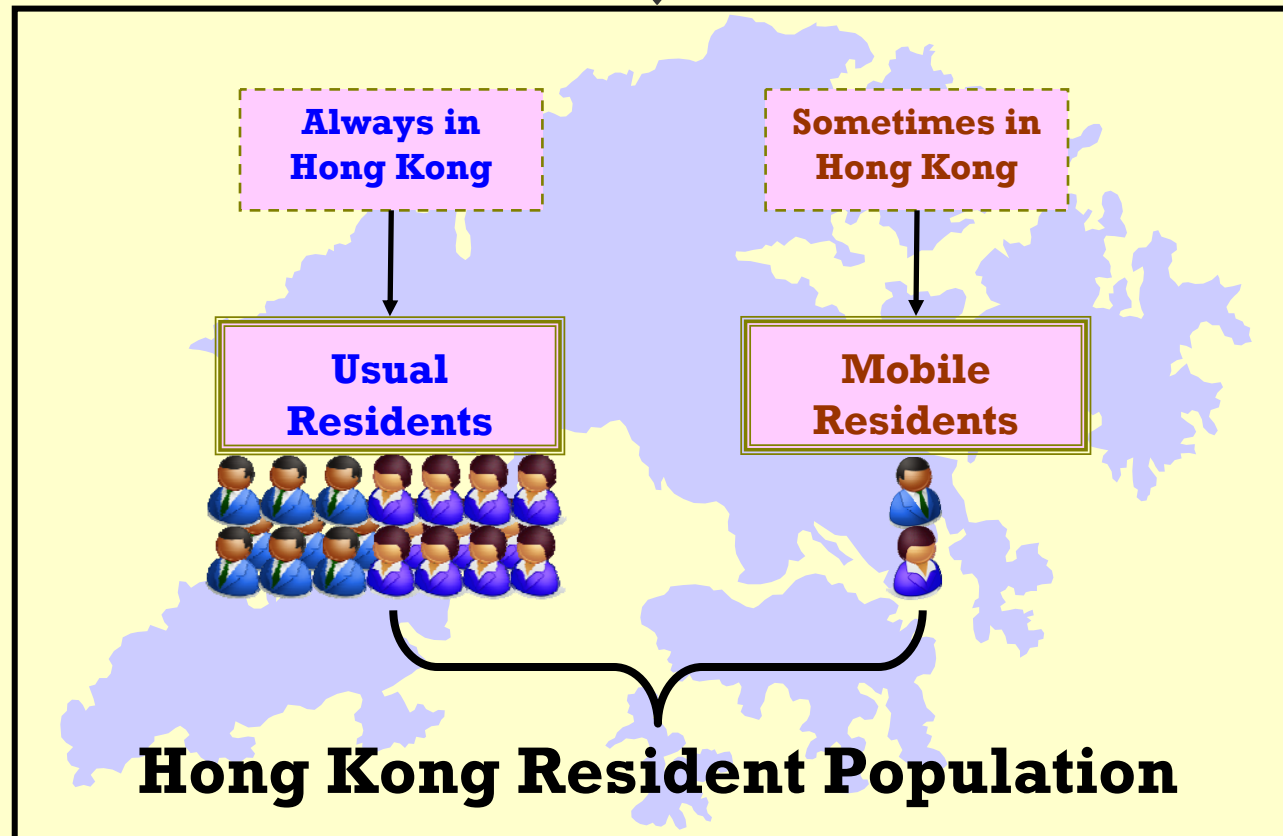 Always in
Hong Kong
Sometimes in
Hong Kong
Usual
Residents
Mobile
Residents
Hong Kong Resident Population